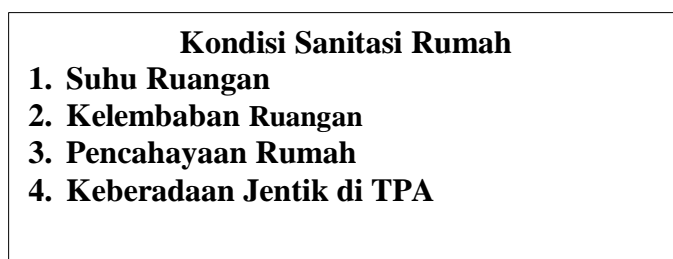 Kondisi Sanitasi Rumah
1. Suhu Ruangan
2. Kelembaban Ruangan
3. Pencahayaan Rumah
4. Keberadaan Jentik di TPA